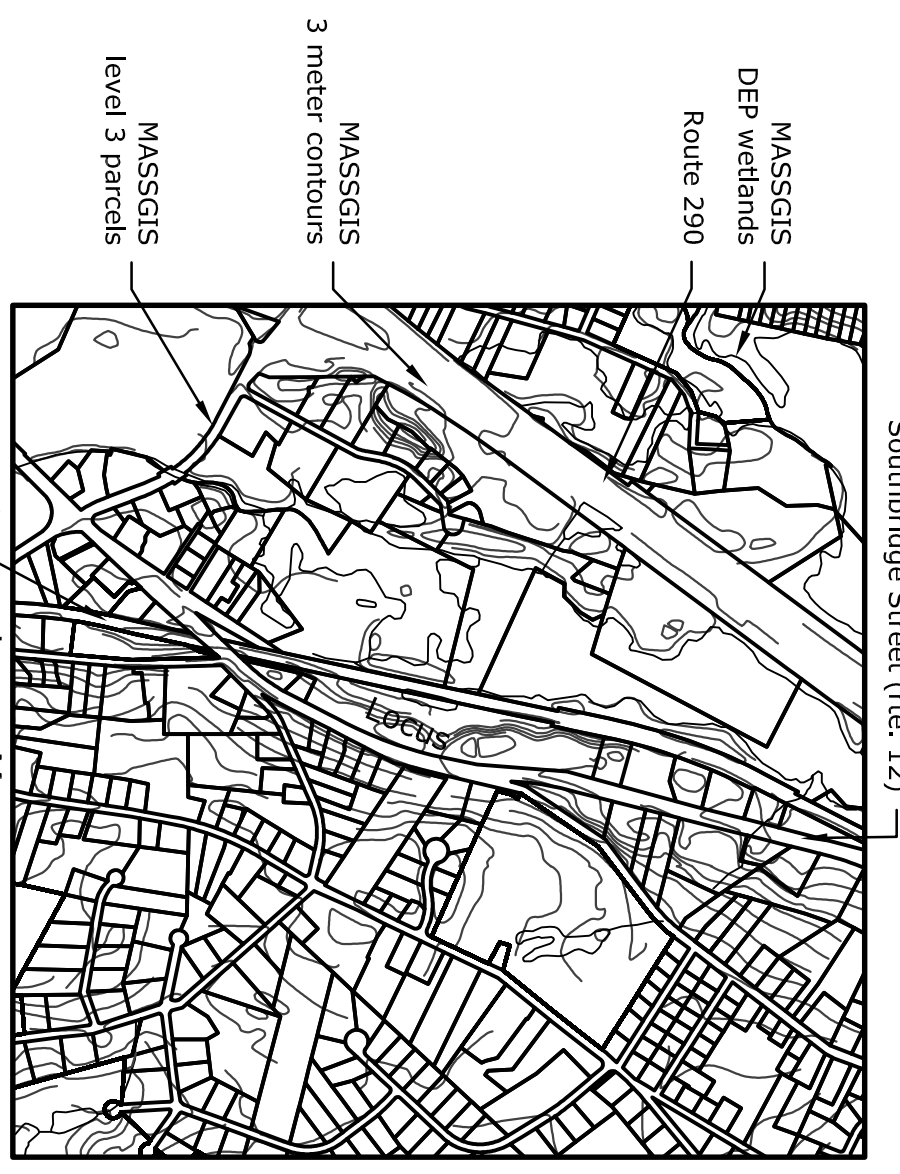 MASSGIS
DEP wetlands
Route 290
MASSGIS
3 meter contours
MASSGIS
level 3 parcels
Southbridge Street (rte. 12)
Locus